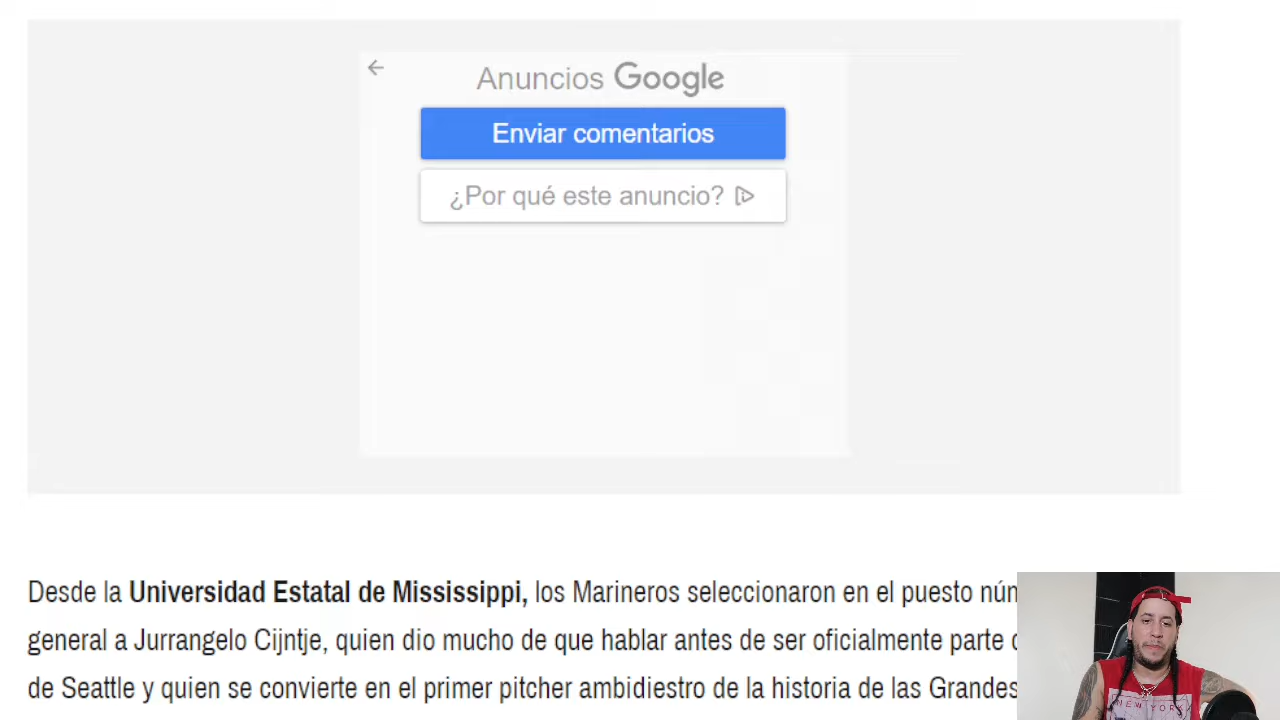 Anuncios Google
Enviar comentarios
¿Por qué este anuncio?
Desde la Universidad Estatal de Mississippi, los Marineros seleccionaron en el puesto
general a Jurrangelo Cijntje, quien dio mucho de que hablar antes de ser oficialmente parte
de Seattle y quien se convierte en el primer pitcher ambidiestro de la historia de las Grandes
NEW YORK